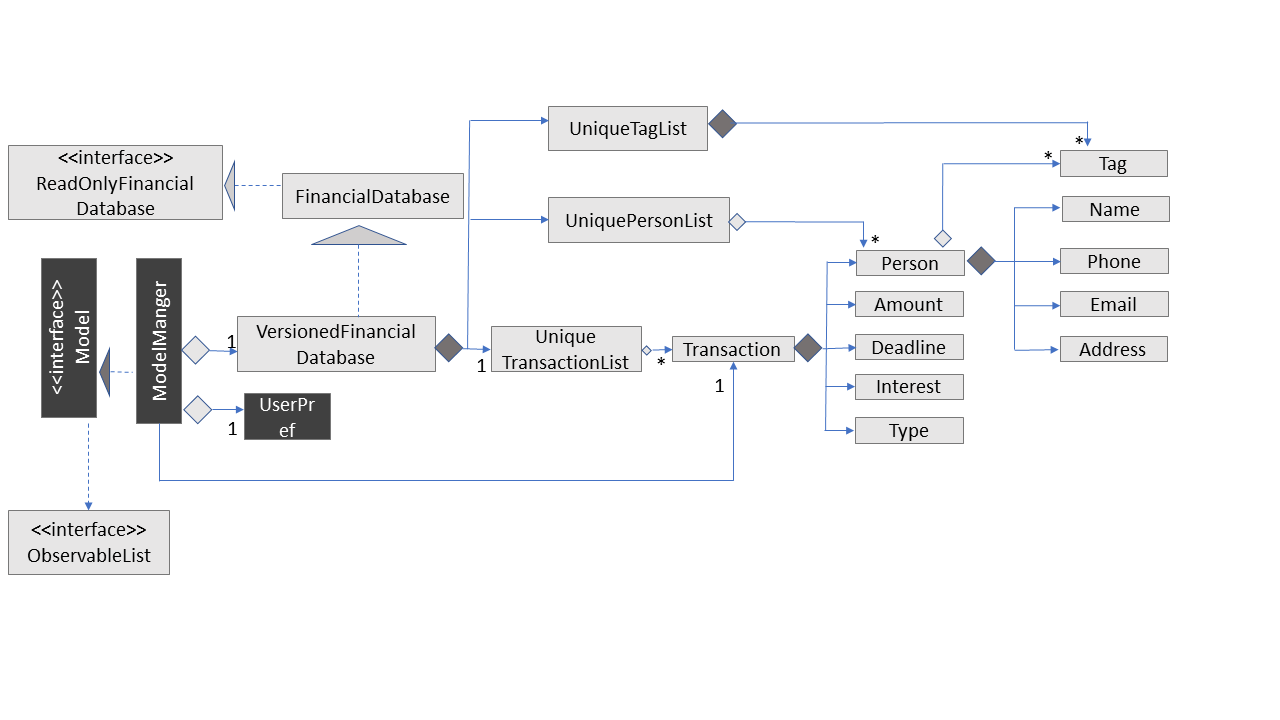 UniqueTagList
*
*
Tag
<<interface>>
ReadOnlyFinancial
Database
FinancialDatabase
UniquePersonList
Name
*
Person
Phone
<<interface>>
Model
ModelManger
1
VersionedFinancial
Database
1
Unique
TransactionList
*
Transaction
1
Amount
Deadline
Interest
Type
Email
Address
UserPr
ef
1
<<interface>>
ObservableList